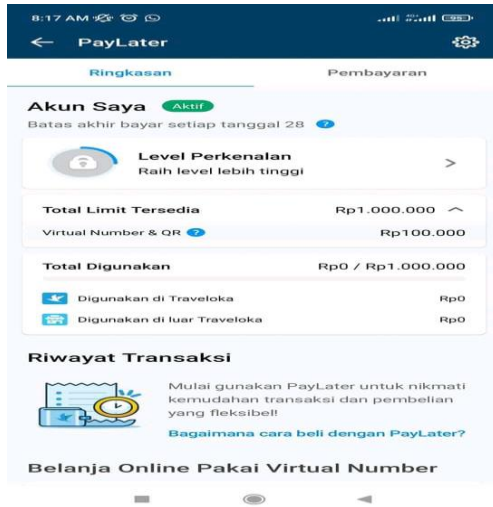 8:17 AM
95
PayLater
Ringkasan
Pembayaran
Akun Saya Aktif
Batas akhir bayar setiap tanggal 28 ?
Level Perkenalan
Raih level lebih tinggi
Total Limit Tersedia Rp1.000.000
Virtual Number & QR ? Rp100.000
Total Digunakan Rp0 / Rp1.000.000
Digunakan di Traveloka Rp0
Digunakan di luar Traveloka Rp0
Riwayat Transaksi
Mulai gunakan PayLater untuk nikmati
kemudahan transaksi dan pembelian
yang fleksibel!
Bagaimana cara beli dengan PayLater?
Belanja Online Pakai Virtual Number